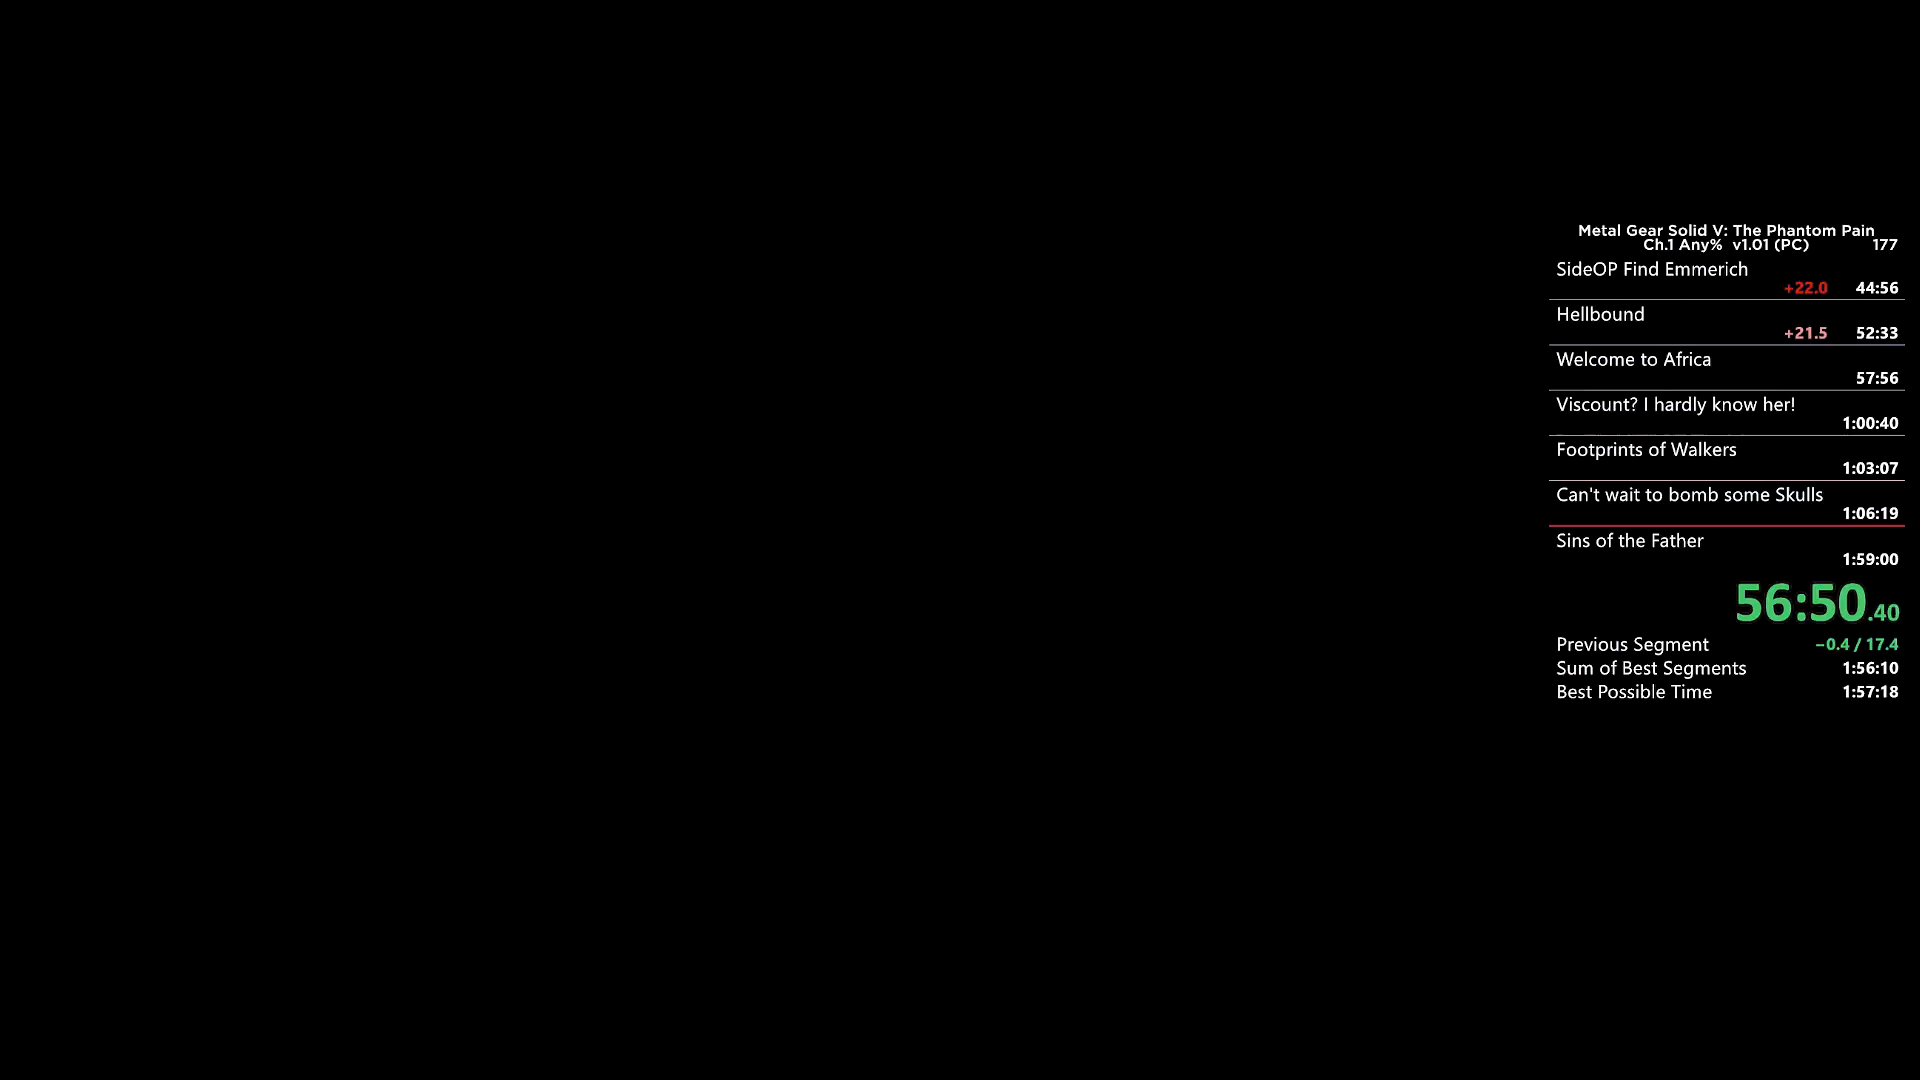 Metal Gear Solid V: The Phantom Pain
Ch.1 Any% v1.01 (PC) 177
SideOP Find Emmerich
+22.0 44:56
Hellbound
+21.5 52:33
Welcome to Africa
57:56
Viscount? I hardly know her!
1:00:40
Footprints of Walkers
1:03:07
Can't wait to bomb some Skulls
1:06:19
Sins of the Father
1:59:00
56:50.40
Previous Segment −0.4 / 17.4
Sum of Best Segments 1:56:10
Best Possible Time 1:57:18